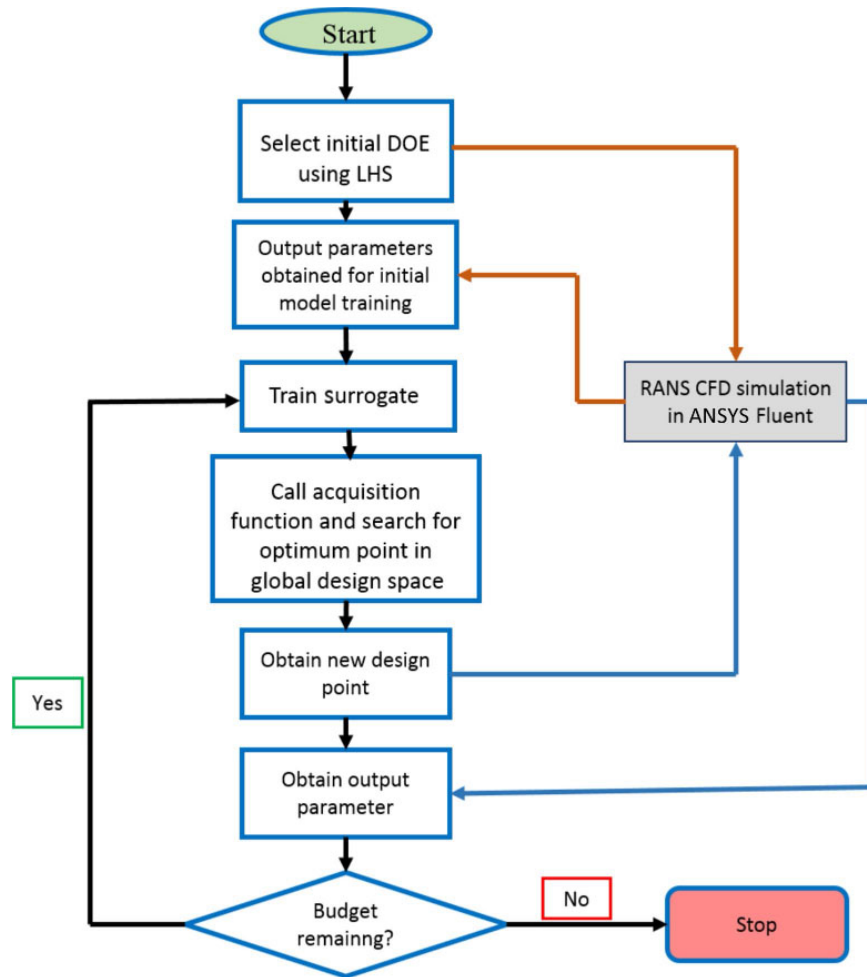 Start
Select initial DOE
using LHS
Output parameters
obtained for initial
model training
Train surrogate
RANS CFD simulation
in ANSYS Fluent
Call acquisition
function and search for
optimum point in
global design space
Obtain new design
point
Yes
Obtain output
parameter
Budget
remainng?
No
Stop